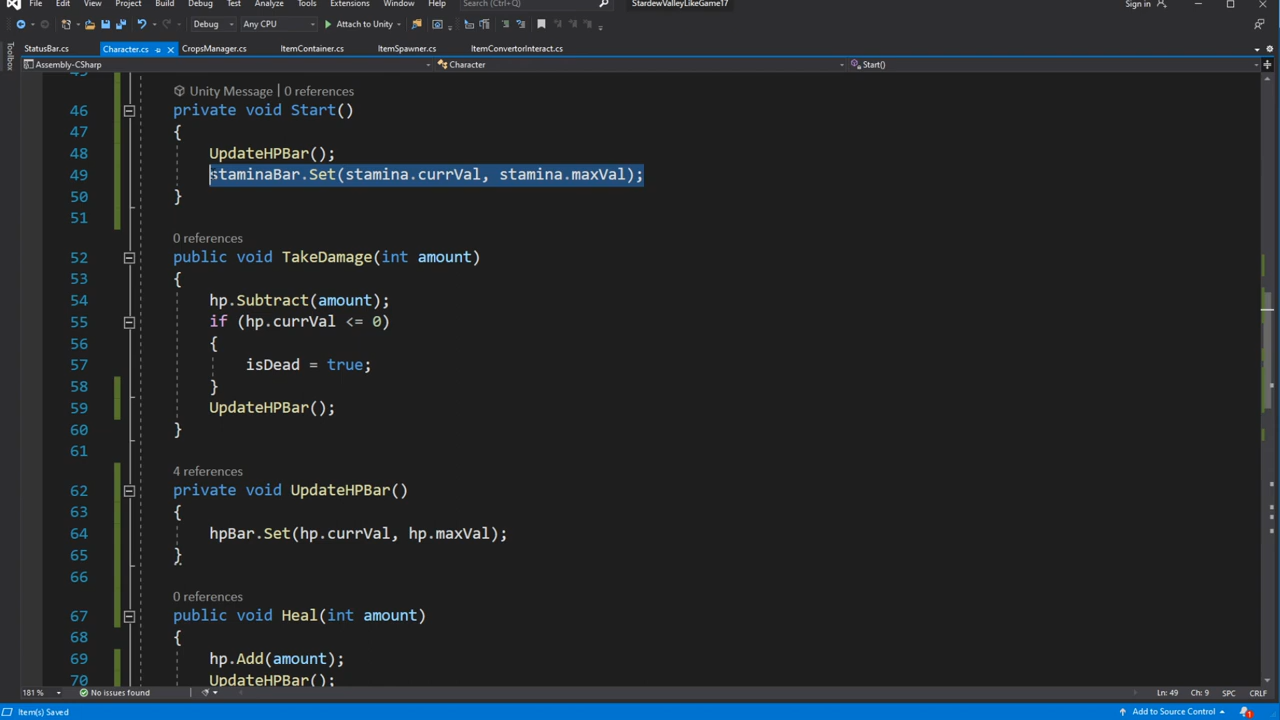 File Edit View Project Build Debug Test Analyze Tools Extensions Window Help Search (Ctrl+Q) StardewValleyLikeGame17 Sign in
Debug Any CPU Attach to Unity
StatusBar.cs Character.cs CropsManager.cs ItemContainer.cs ItemSpawner.cs ItemConvertorInteract.cs
Toolbox
Assembly-CSharp Character Start()
Unity Message | 0 references
46 private void Start()
47 {
48 UpdateHPBar();
49 staminaBar.Set(stamina.currVal, stamina.maxVal);
50 }
51
0 references
52 public void TakeDamage(int amount)
53 {
54 hp.Subtract(amount);
55 if (hp.currVal <= 0)
56 {
57 isDead = true;
58 }
59 UpdateHPBar();
60 }
61
4 references
62 private void UpdateHPBar()
63 {
64 hpBar.Set(hp.currVal, hp.maxVal);
65 }
66
0 references
67 public void Heal(int amount)
68 {
69 hp.Add(amount);
70 UpdateHPBar();
181 % No issues found Ln: 49 Ch: 9 SPC CRLF
Item(s) Saved Add to Source Control 1